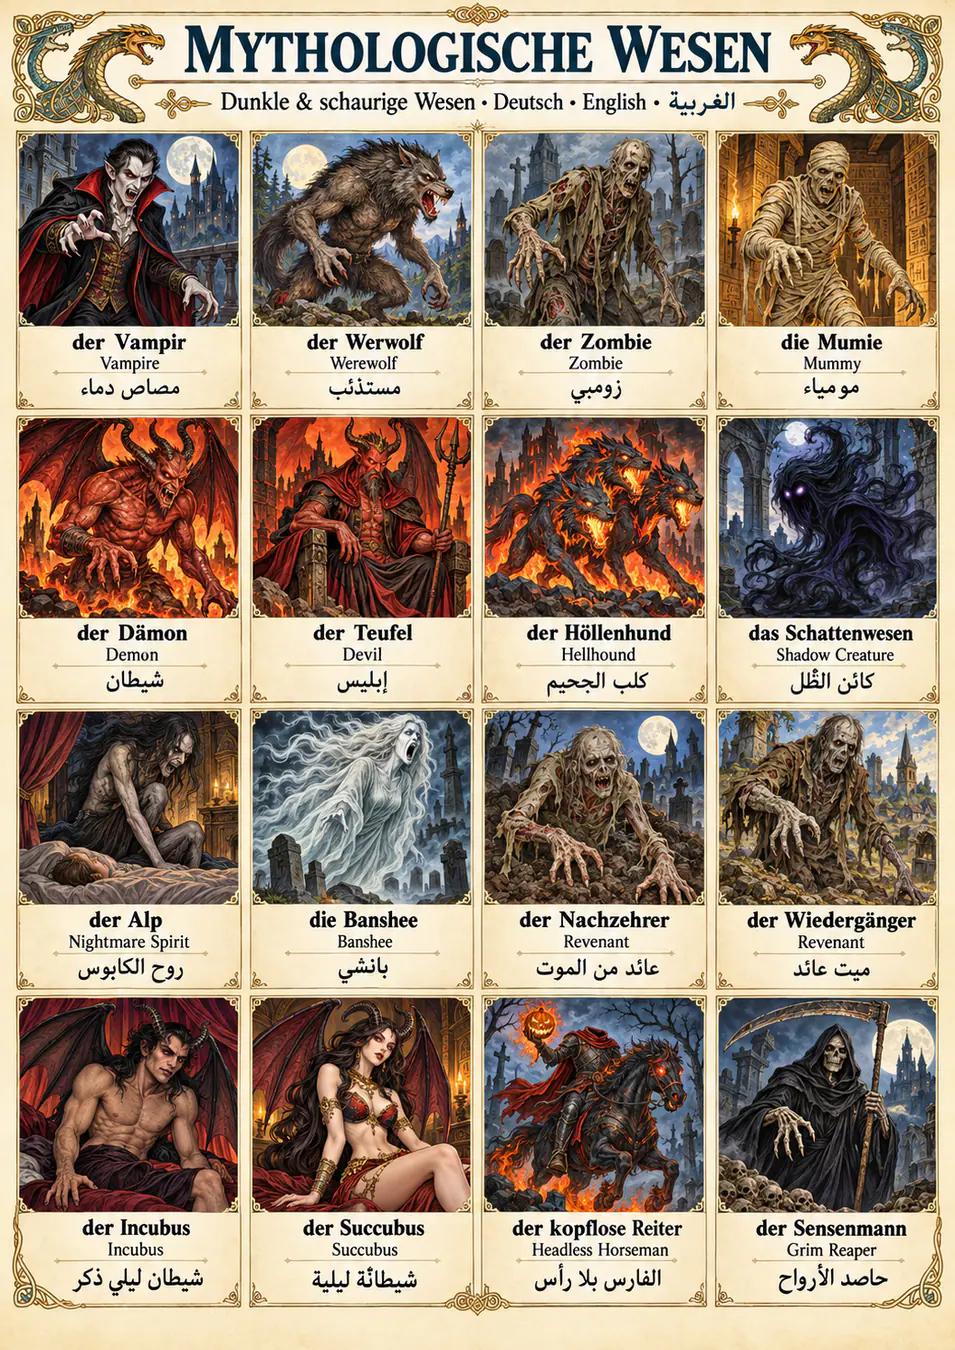 MYTHOLOGISCHE WESEN
Dunkle & schaurige Wesen • Deutsch • English • الغربية
der Vampir
Vampire
مصاص دماء
der Werwolf
Werewolf
مستذئب
der Zombie
Zombie
زومبي
die Mumie
Mummy
مومياء
der Dämon
Demon
شيطان
der Teufel
Devil
إبليس
der Höllenhund
Hellhound
كلب الجحيم
das Schattenwesen
Shadow Creature
كائن الظّل
der Alp
Nightmare Spirit
روح الكابوس
die Banshee
Banshee
بانشي
der Nachzehrer
Revenant
عائد من الموت
der Wiedergänger
Revenant
ميت عائد
der Incubus
Incubus
شيطان ليلي ذكر
der Succubus
Succubus
شيطانة ليلية
der kopflose Reiter
Headless Horseman
الفارس بلا رأس
der Sensenmann
Grim Reaper
حاصد الأرواح